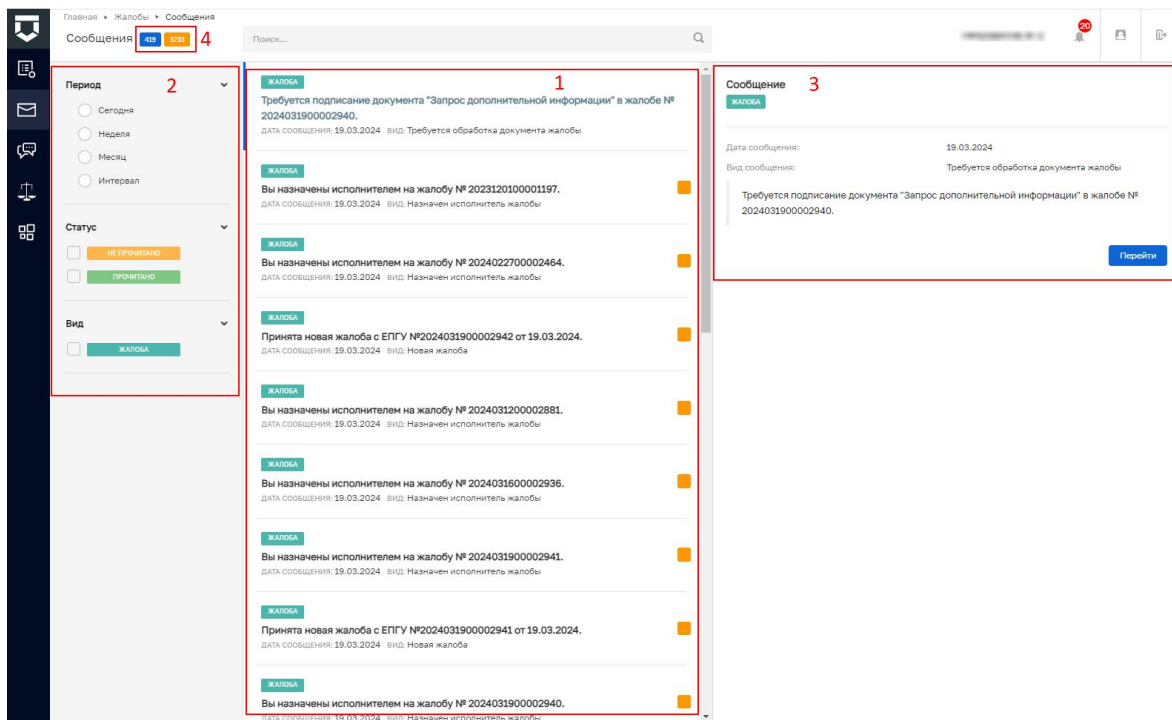 Главная ▸ Жалобы ▸ Сообщения
Сообщения 419 3733 4
Поиск...
20
Период 2
Сегодня
Неделя
Месяц
Интервал
Статус
НЕ ПРОЧИТАНО
ПРОЧИТАНО
Вид
ЖАЛОБА
1
ЖАЛОБА
Требуется подписание документа "Запрос дополнительной информации" в жалобе №
2024031900002940.
ДАТА СООБЩЕНИЯ: 19.03.2024 ВИД: Требуется обработка документа жалобы
ЖАЛОБА
Вы назначены исполнителем на жалобу № 2023120100001197.
ДАТА СООБЩЕНИЯ: 19.03.2024 ВИД: Назначен исполнитель жалобы
ЖАЛОБА
Вы назначены исполнителем на жалобу № 2024022700002464.
ДАТА СООБЩЕНИЯ: 19.03.2024 ВИД: Назначен исполнитель жалобы
ЖАЛОБА
Принята новая жалоба с ЕПГУ №2024031900002942 от 19.03.2024.
ДАТА СООБЩЕНИЯ: 19.03.2024 ВИД: Новая жалоба
ЖАЛОБА
Вы назначены исполнителем на жалобу № 2024031200002881.
ДАТА СООБЩЕНИЯ: 19.03.2024 ВИД: Назначен исполнитель жалобы
ЖАЛОБА
Вы назначены исполнителем на жалобу № 2024031600002936.
ДАТА СООБЩЕНИЯ: 19.03.2024 ВИД: Назначен исполнитель жалобы
ЖАЛОБА
Вы назначены исполнителем на жалобу № 2024031900002941.
ДАТА СООБЩЕНИЯ: 19.03.2024 ВИД: Назначен исполнитель жалобы
ЖАЛОБА
Принята новая жалоба с ЕПГУ №2024031900002941 от 19.03.2024.
ДАТА СООБЩЕНИЯ: 19.03.2024 ВИД: Новая жалоба
ЖАЛОБА
Вы назначены исполнителем на жалобу № 2024031900002940.
ДАТА СООБЩЕНИЯ: 19.03.2024 ВИД: Назначен исполнитель жалобы
Сообщение 3
ЖАЛОБА
Дата сообщения: 19.03.2024
Вид сообщения: Требуется обработка документа жалобы
Требуется подписание документа "Запрос дополнительной информации" в жалобе №
2024031900002940.
Перейти